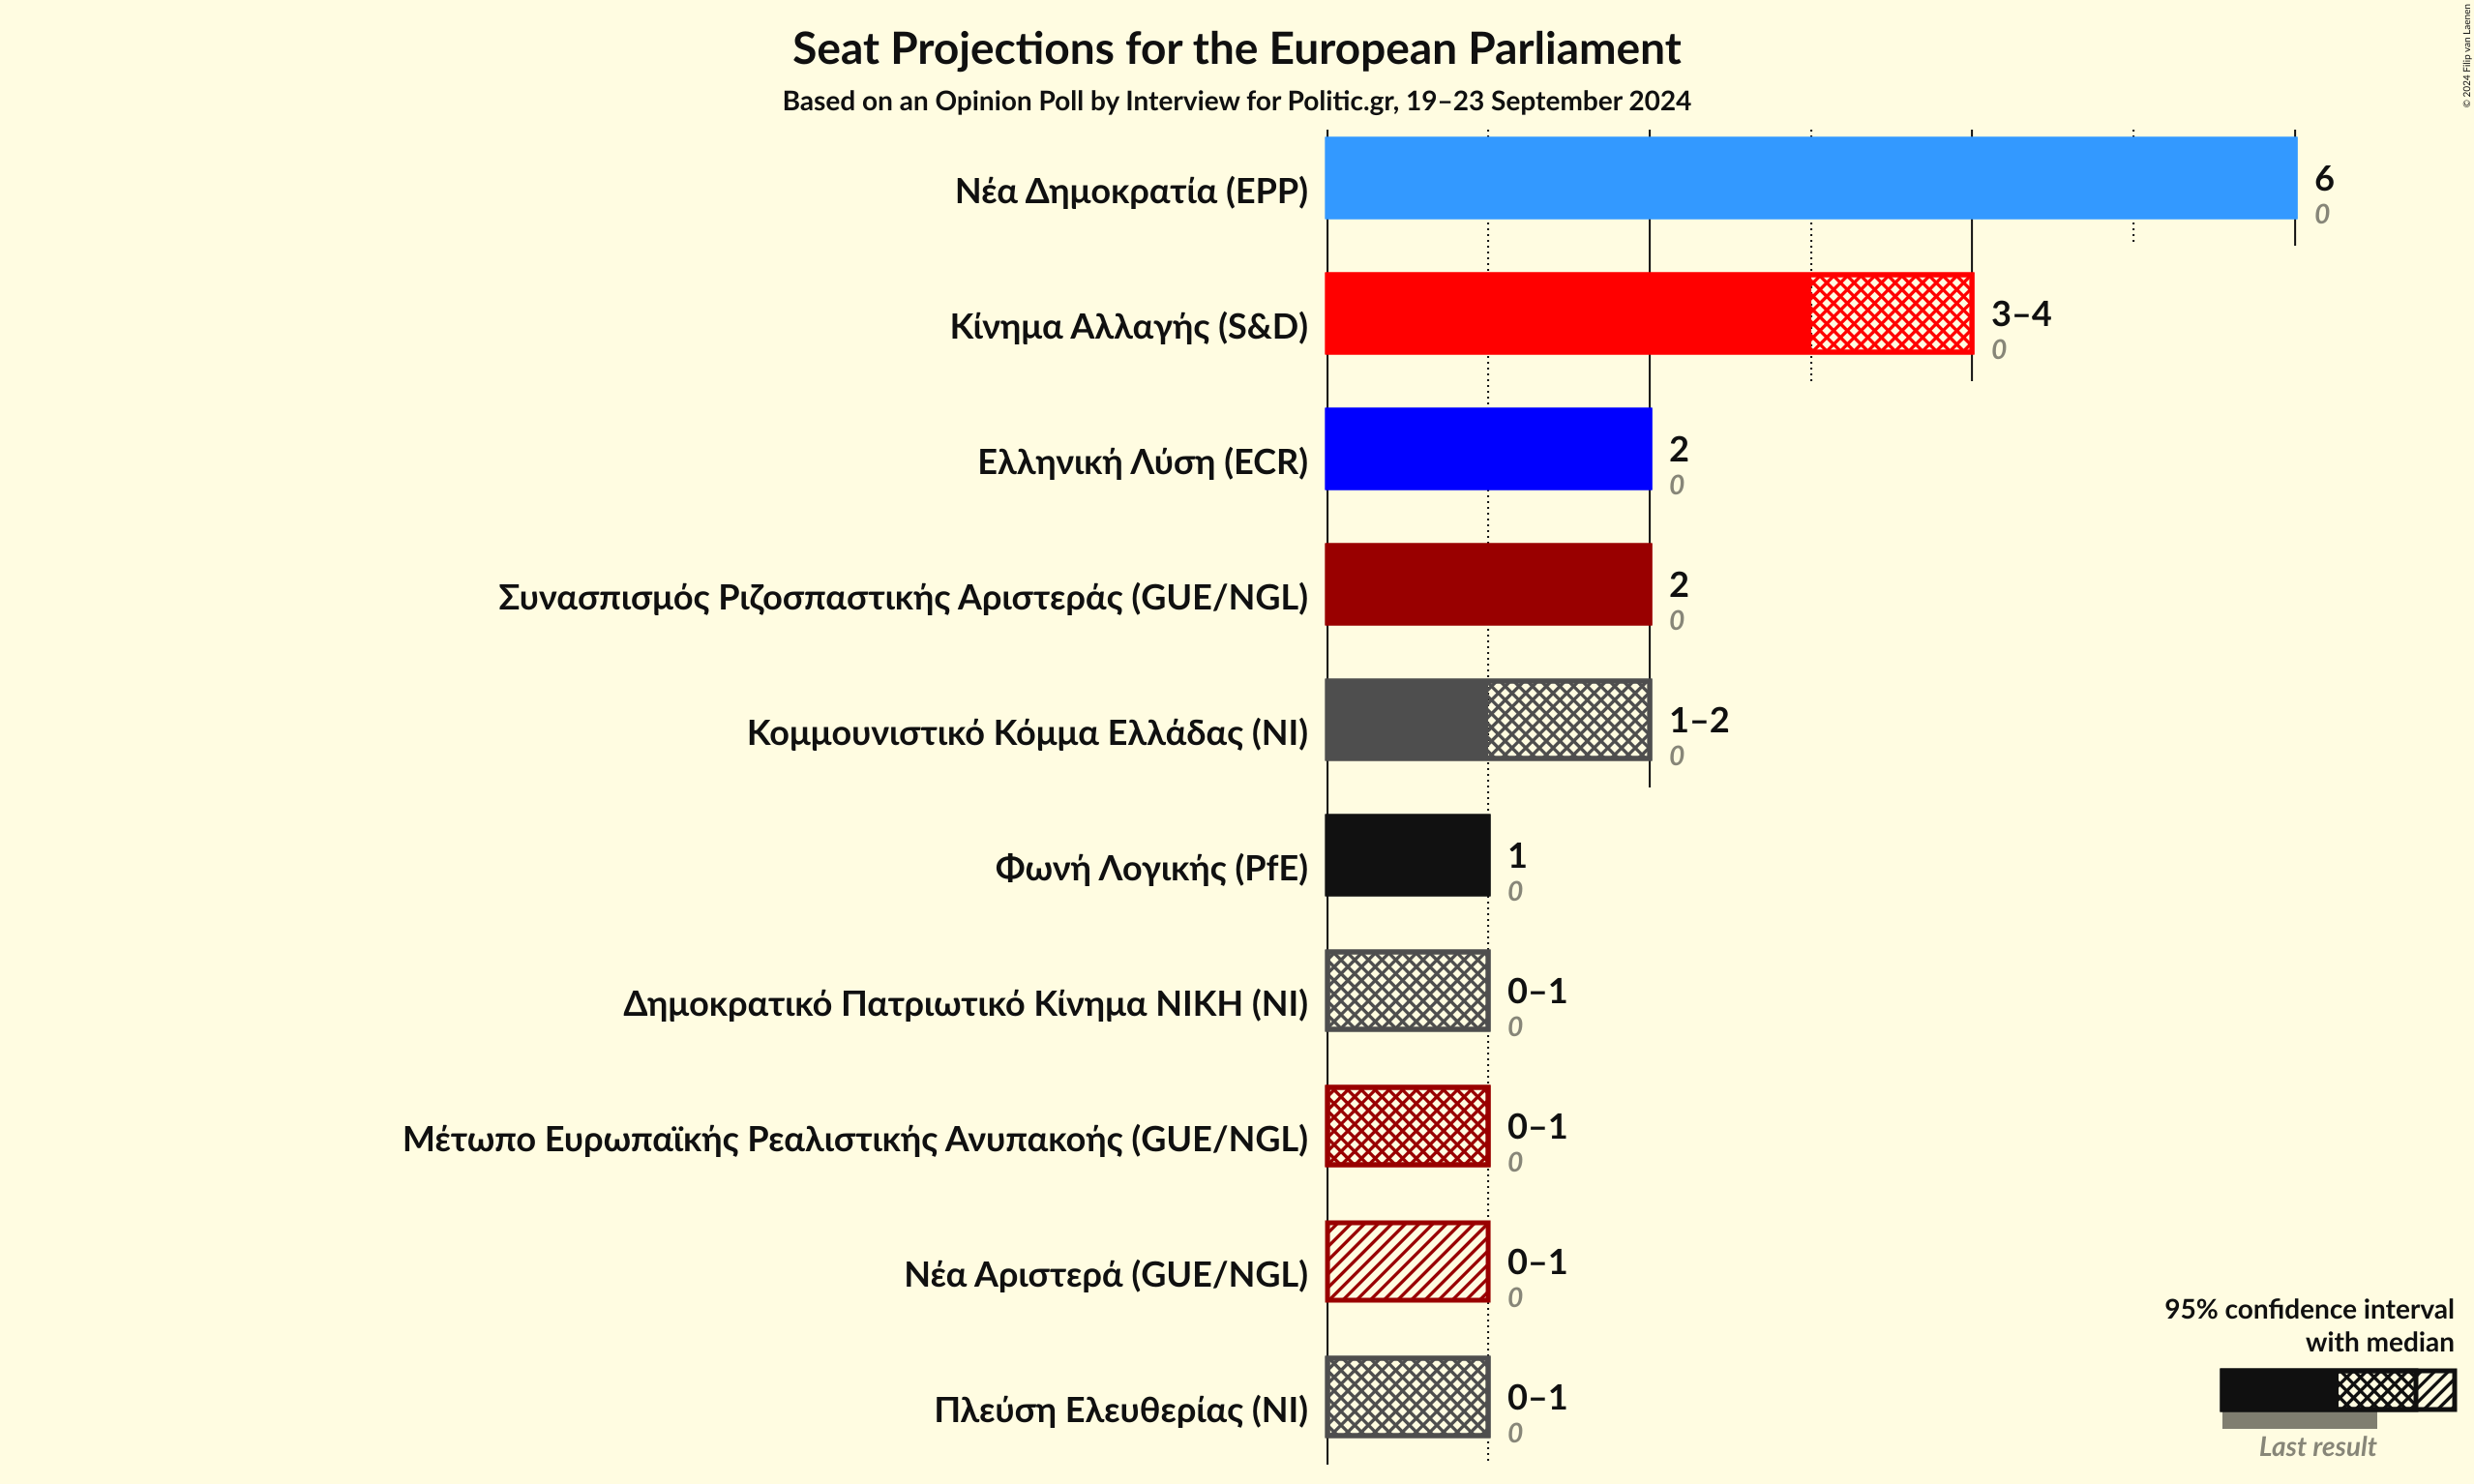 Seat Projections for the European Parliament
Based on an Opinion Poll by Interview for Politic.gr, 19–23 September 2024
© 2024 Filip van Laenen
Νέα Δημοκρατία (EPP)
6
0
Κίνημα Αλλαγής (S&D)
3–4
0
Ελληνική Λύση (ECR)
2
0
Συνασπισμός Ριζοσπαστικής Αριστεράς (GUE/NGL)
2
0
Κομμουνιστικό Κόμμα Ελλάδας (NI)
1–2
0
Φωνή Λογικής (PfE)
1
0
Δημοκρατικό Πατριωτικό Κίνημα ΝΙΚΗ (NI)
0–1
0
Μέτωπο Ευρωπαϊκής Ρεαλιστικής Ανυπακοής (GUE/NGL)
0–1
0
Νέα Αριστερά (GUE/NGL)
0–1
0
Πλεύση Ελευθερίας (NI)
0–1
0
95% confidence interval
with median
Last result